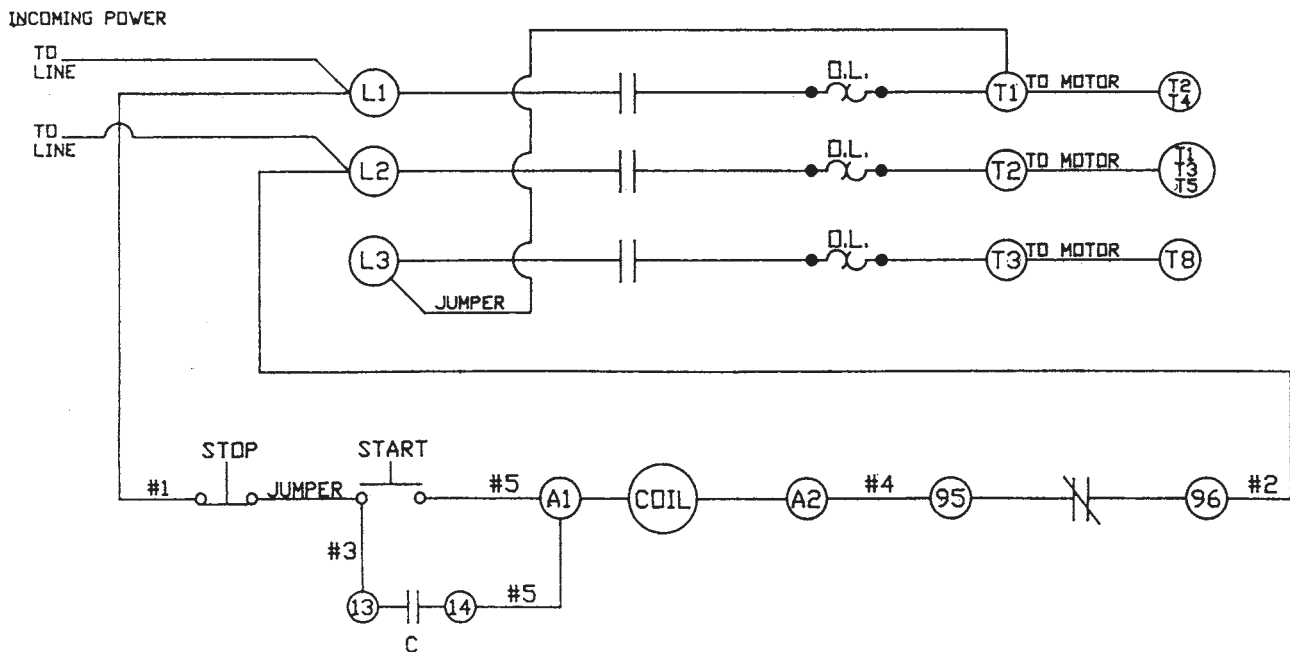 INCOMING POWER
TO
LINE
L1
O.L.
T1
TO MOTOR
T2
T4
TO
LINE
L2
O.L.
T2
TO MOTOR
T1
T3
T5
L3
O.L.
T3
TO MOTOR
T8
JUMPER
STOP
START
#1
JUMPER
#5
A1
COIL
A2
#4
95
96
#2
#3
13
14
#5
C